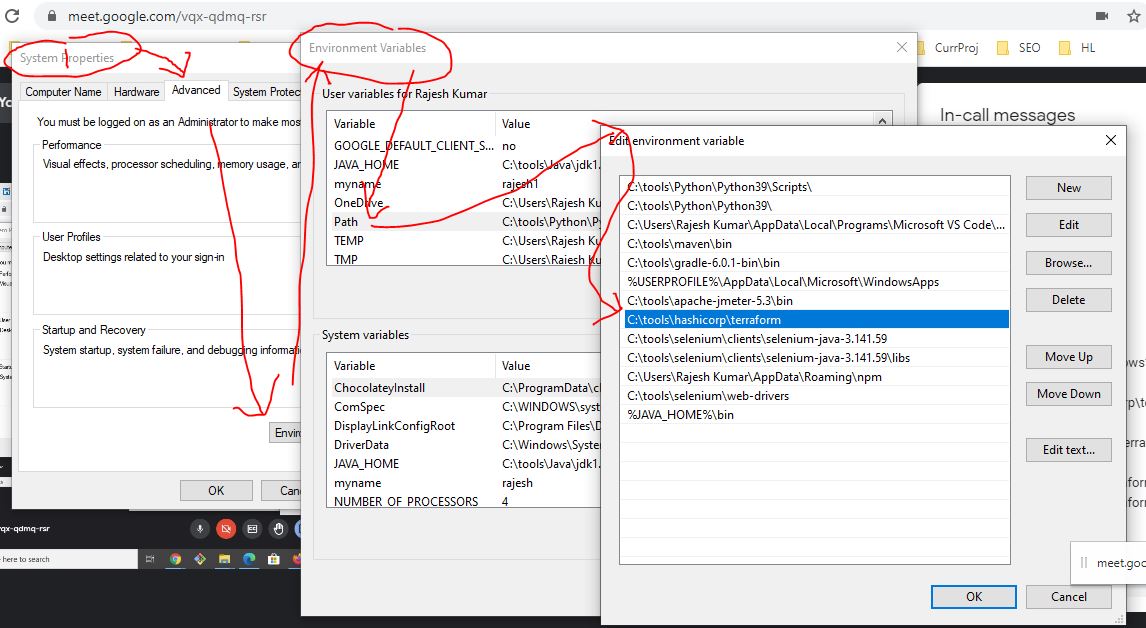 meet.google.com/vqx-qdmq-rsr
CurrProj
SEO
HL
System Properties
Computer Name
Hardware
Advanced
System Protec
You must be logged on as an Administrator to make mos
Performance
Visual effects, processor scheduling, memory usage, an
User Profiles
Desktop settings related to your sign-in
Startup and Recovery
System startup, system failure, and debugging informati
Envir
OK
Can
vqx-qdmq-rsr
here to search
Environment Variables
User variables for Rajesh Kumar
Variable Value
GOOGLE_DEFAULT_CLIENT_S... no
JAVA_HOME C:\tools\Java\jdk1.
myname rajesh1
OneDrive C:\Users\Rajesh Ku
Path C:\tools\Python\Py
TEMP C:\Users\Rajesh Ku
TMP C:\Users\Rajesh Ku
System variables
Variable Value
ChocolateyInstall C:\ProgramData\c
ComSpec C:\WINDOWS\syst
DisplayLinkConfigRoot C:\Program Files\D
DriverData C:\Windows\System
JAVA_HOME C:\tools\Java\jdk1.
myname rajesh
NUMBER_OF_PROCESSORS 4
In-call messages
Edit environment variable
C:\tools\Python\Python39\Scripts\
C:\tools\Python\Python39\
C:\Users\Rajesh Kumar\AppData\Local\Programs\Microsoft VS Code\...
C:\tools\maven\bin
C:\tools\gradle-6.0.1-bin\bin
%USERPROFILE%\AppData\Local\Microsoft\WindowsApps
C:\tools\apache-jmeter-5.3\bin
C:\tools\hashicorp\terraform
C:\tools\selenium\clients\selenium-java-3.141.59
C:\tools\selenium\clients\selenium-java-3.141.59\libs
C:\Users\Rajesh Kumar\AppData\Roaming\npm
C:\tools\selenium\web-drivers
%JAVA_HOME%\bin
New
Edit
Browse...
Delete
Move Up
Move Down
Edit text...
OK
Cancel
meet.goo